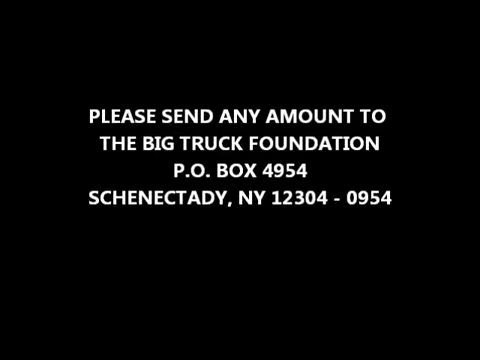 PLEASE SEND ANY AMOUNT TO
THE BIG TRUCK FOUNDATION
P.O. BOX 4954
SCHENECTADY, NY 12304 - 0954